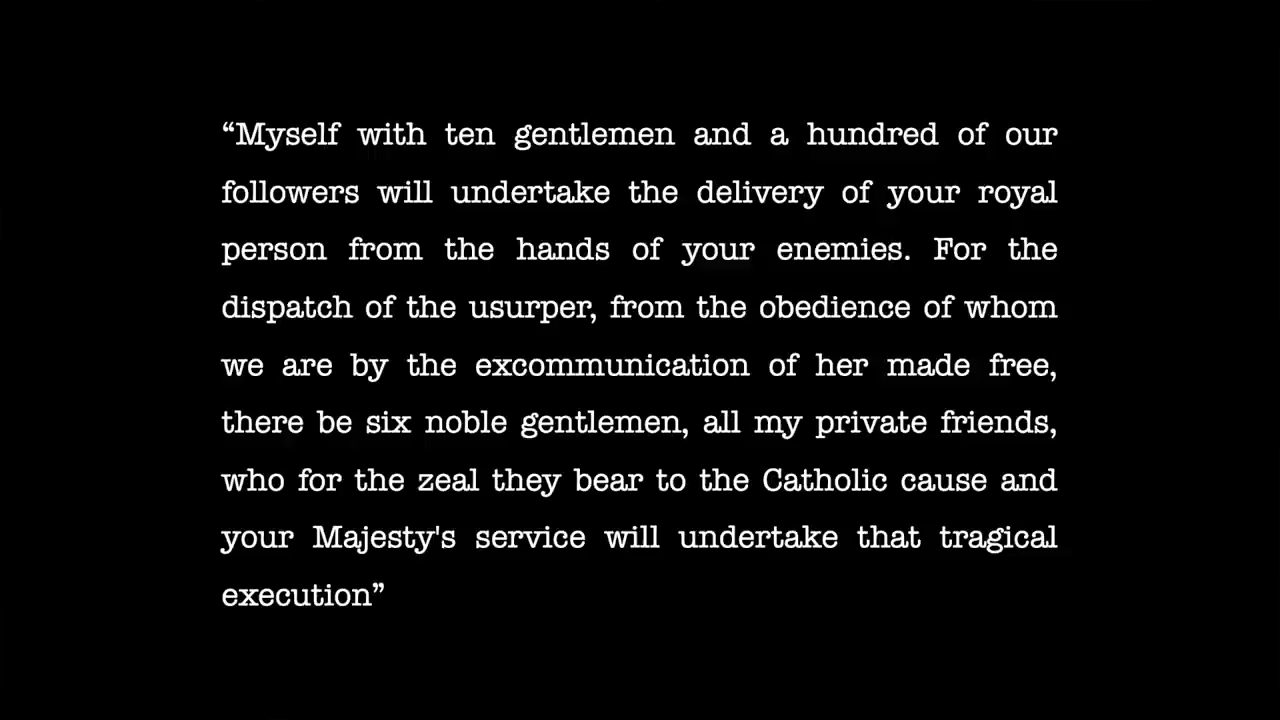 “Myself with ten gentlemen and a hundred of our
followers will undertake the delivery of your royal
person from the hands of your enemies. For the
dispatch of the usurper, from the obedience of whom
we are by the excommunication of her made free,
there be six noble gentlemen, all my private friends,
who for the zeal they bear to the Catholic cause and
your Majesty's service will undertake that tragical
execution”